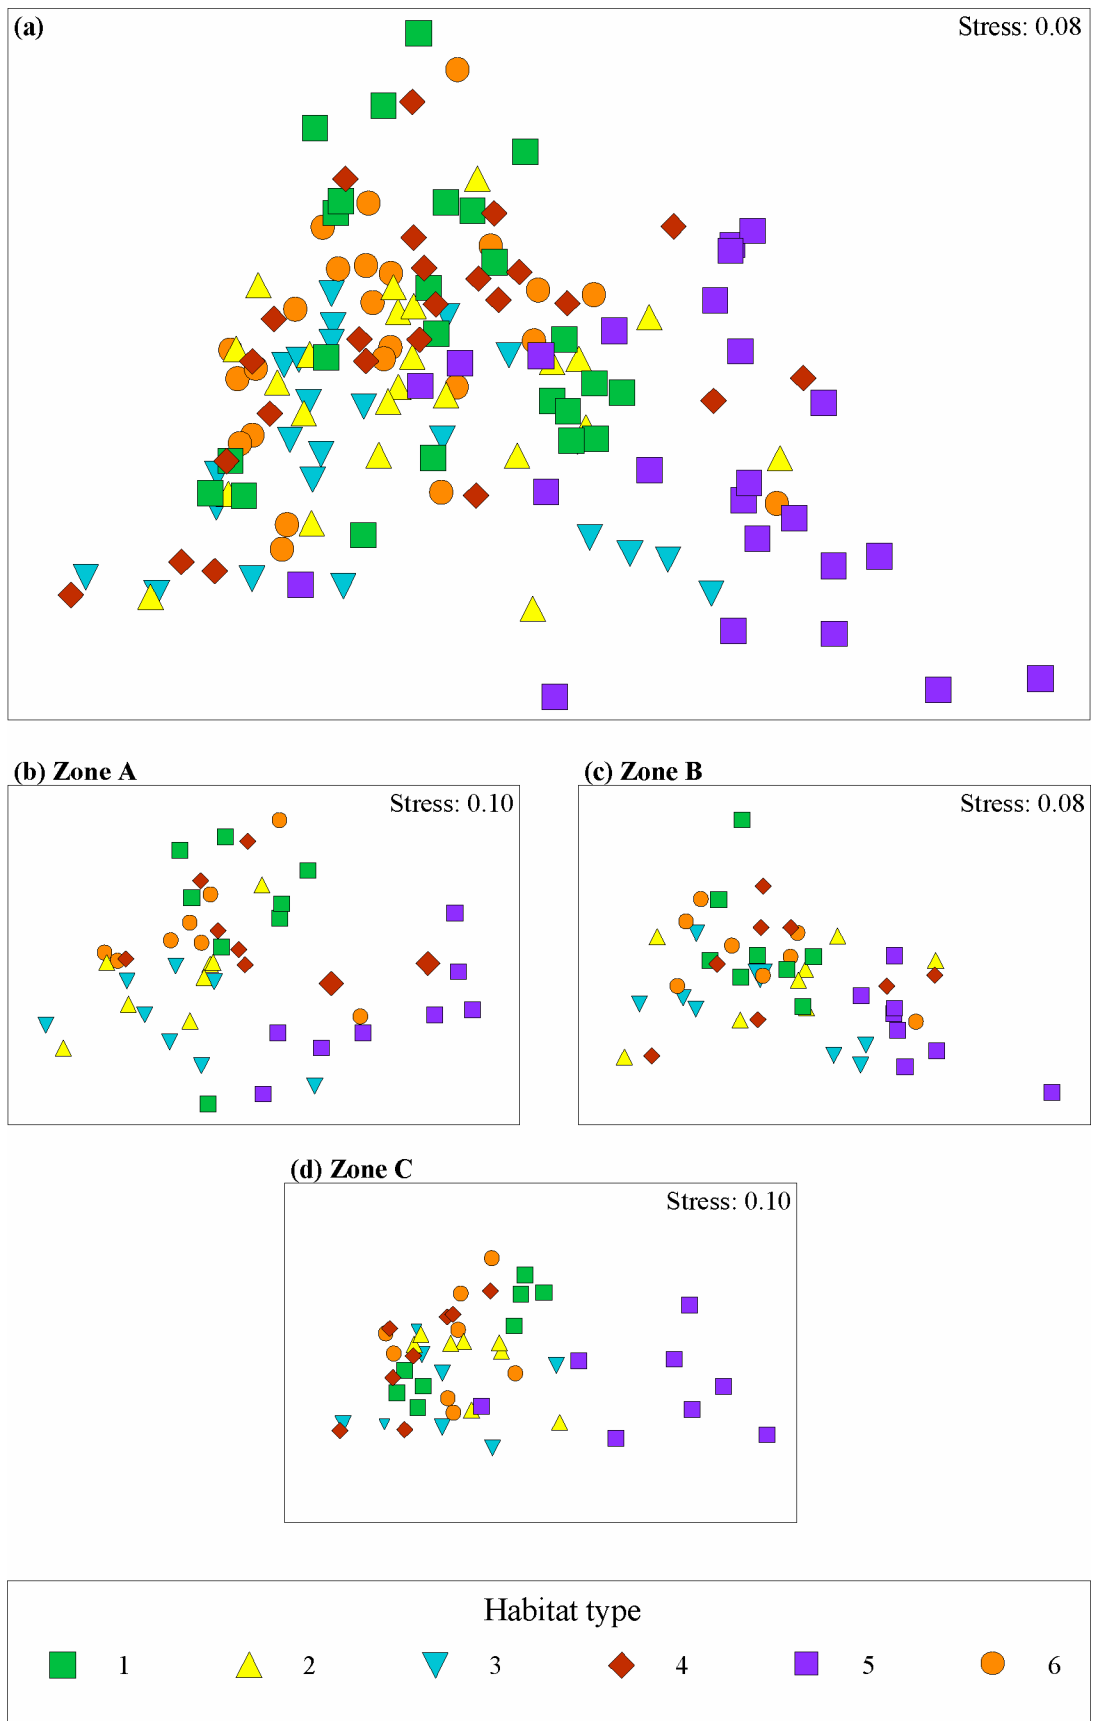 (a)
Stress: 0.08
(b) Zone A
(c) Zone B
Stress: 0.10
Stress: 0.08
(d) Zone C
Stress: 0.10
Habitat type
1 2 3 4 5 6